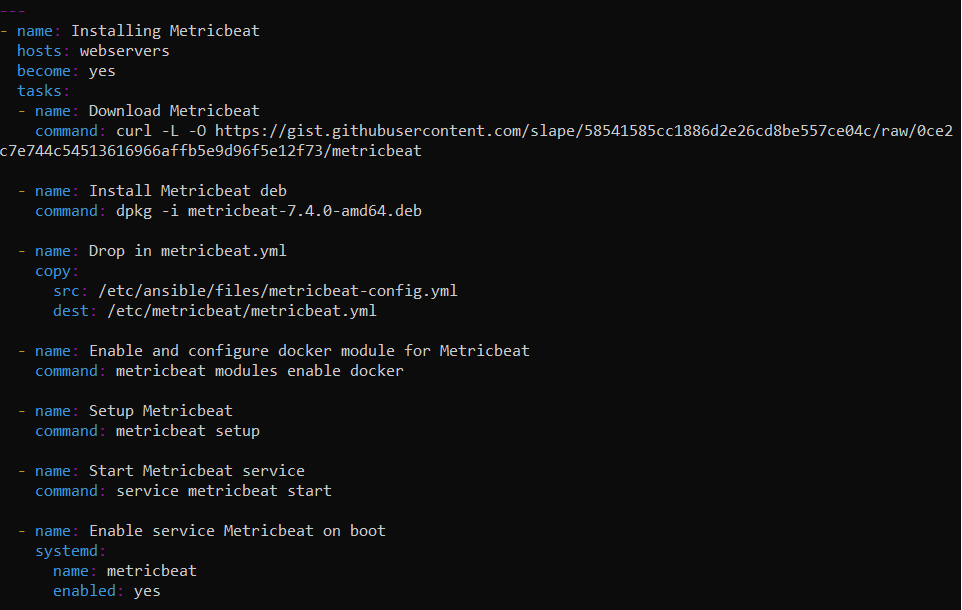 ---
- name: Installing Metricbeat
  hosts: webservers
  become: yes
  tasks:
  - name: Download Metricbeat
    command: curl -L -O https://gist.githubusercontent.com/slape/58541585cc1886d2e26cd8be557ce04c/raw/0ce2
c7e744c54513616966affb5e9d96f5e12f73/metricbeat
  - name: Install Metricbeat deb
    command: dpkg -i metricbeat-7.4.0-amd64.deb
  - name: Drop in metricbeat.yml
    copy:
      src: /etc/ansible/files/metricbeat-config.yml
      dest: /etc/metricbeat/metricbeat.yml
  - name: Enable and configure docker module for Metricbeat
    command: metricbeat modules enable docker
  - name: Setup Metricbeat
    command: metricbeat setup
  - name: Start Metricbeat service
    command: service metricbeat start
  - name: Enable service Metricbeat on boot
    systemd:
      name: metricbeat
      enabled: yes